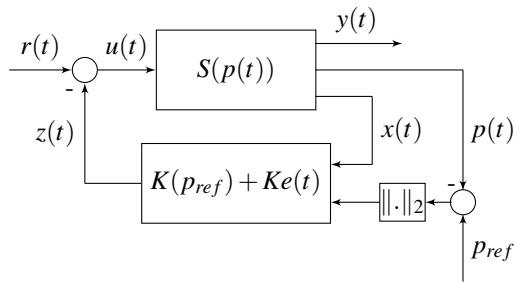 y(t)
r(t)
u(t)
S(p(t))
-
z(t)
x(t)
p(t)
K(p_ref) + Ke(t)
-
‖.‖₂
p_ref